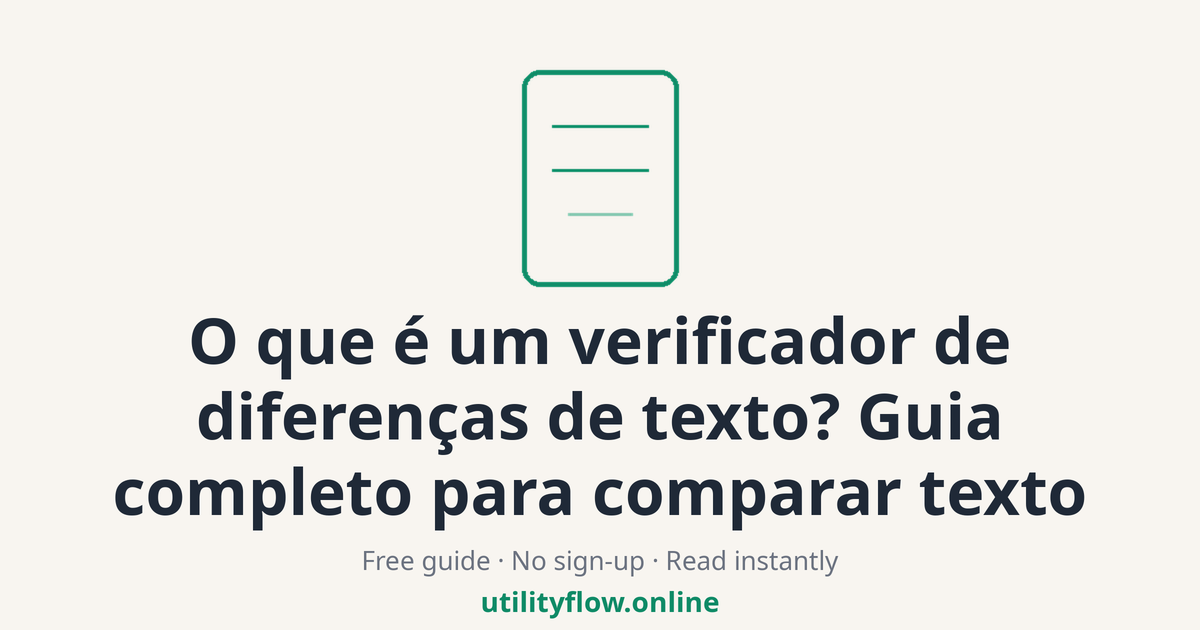 O que é um verificador de
diferenças de texto? Guia
completo para comparar texto
Free guide · No sign-up · Read instantly
utilityflow.online